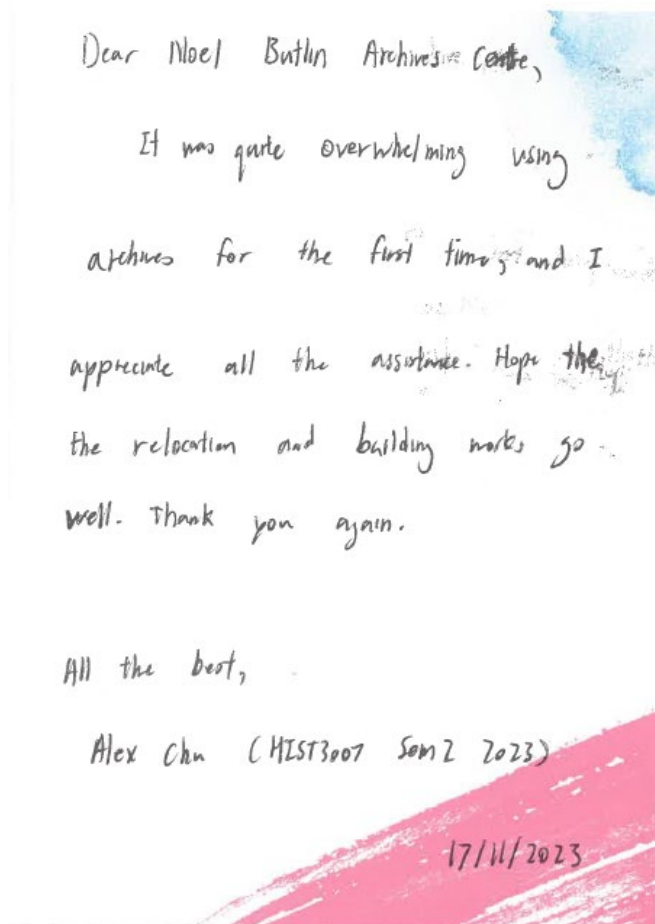 Dear Noel Butlin Archives Centre,
It was quite overwhelming using
archives for the first time, and I
appreciate all the assistance. Hope the
the relocation and building works go
well. Thank you again.
All the best,
Alex Chu (HIST3007 Sem 2 2023)
17/11/2023